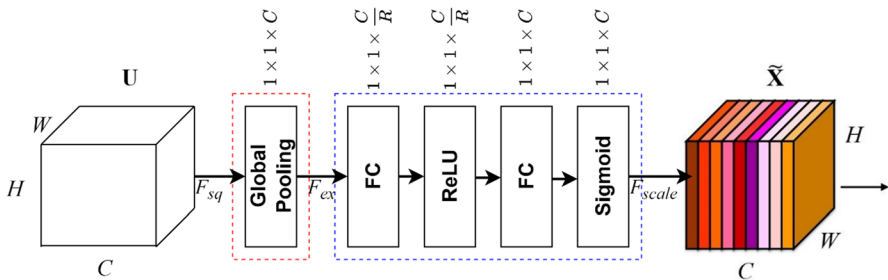 U
W
H
C
F_sq
1 × 1 × C
Global
Pooling
F_ex
1 × 1 × C/R
FC
1 × 1 × C/R
ReLU
1 × 1 × C
FC
1 × 1 × C
Sigmoid
F_scale
X̃
H
W
C